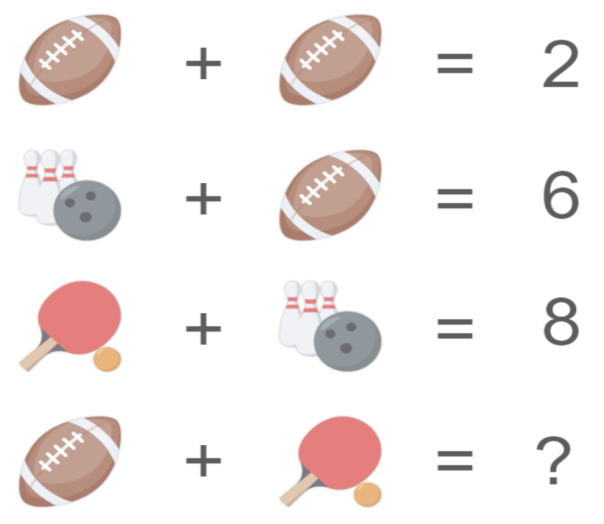 + = 2
+ = 6
+ = 8
+ = ?